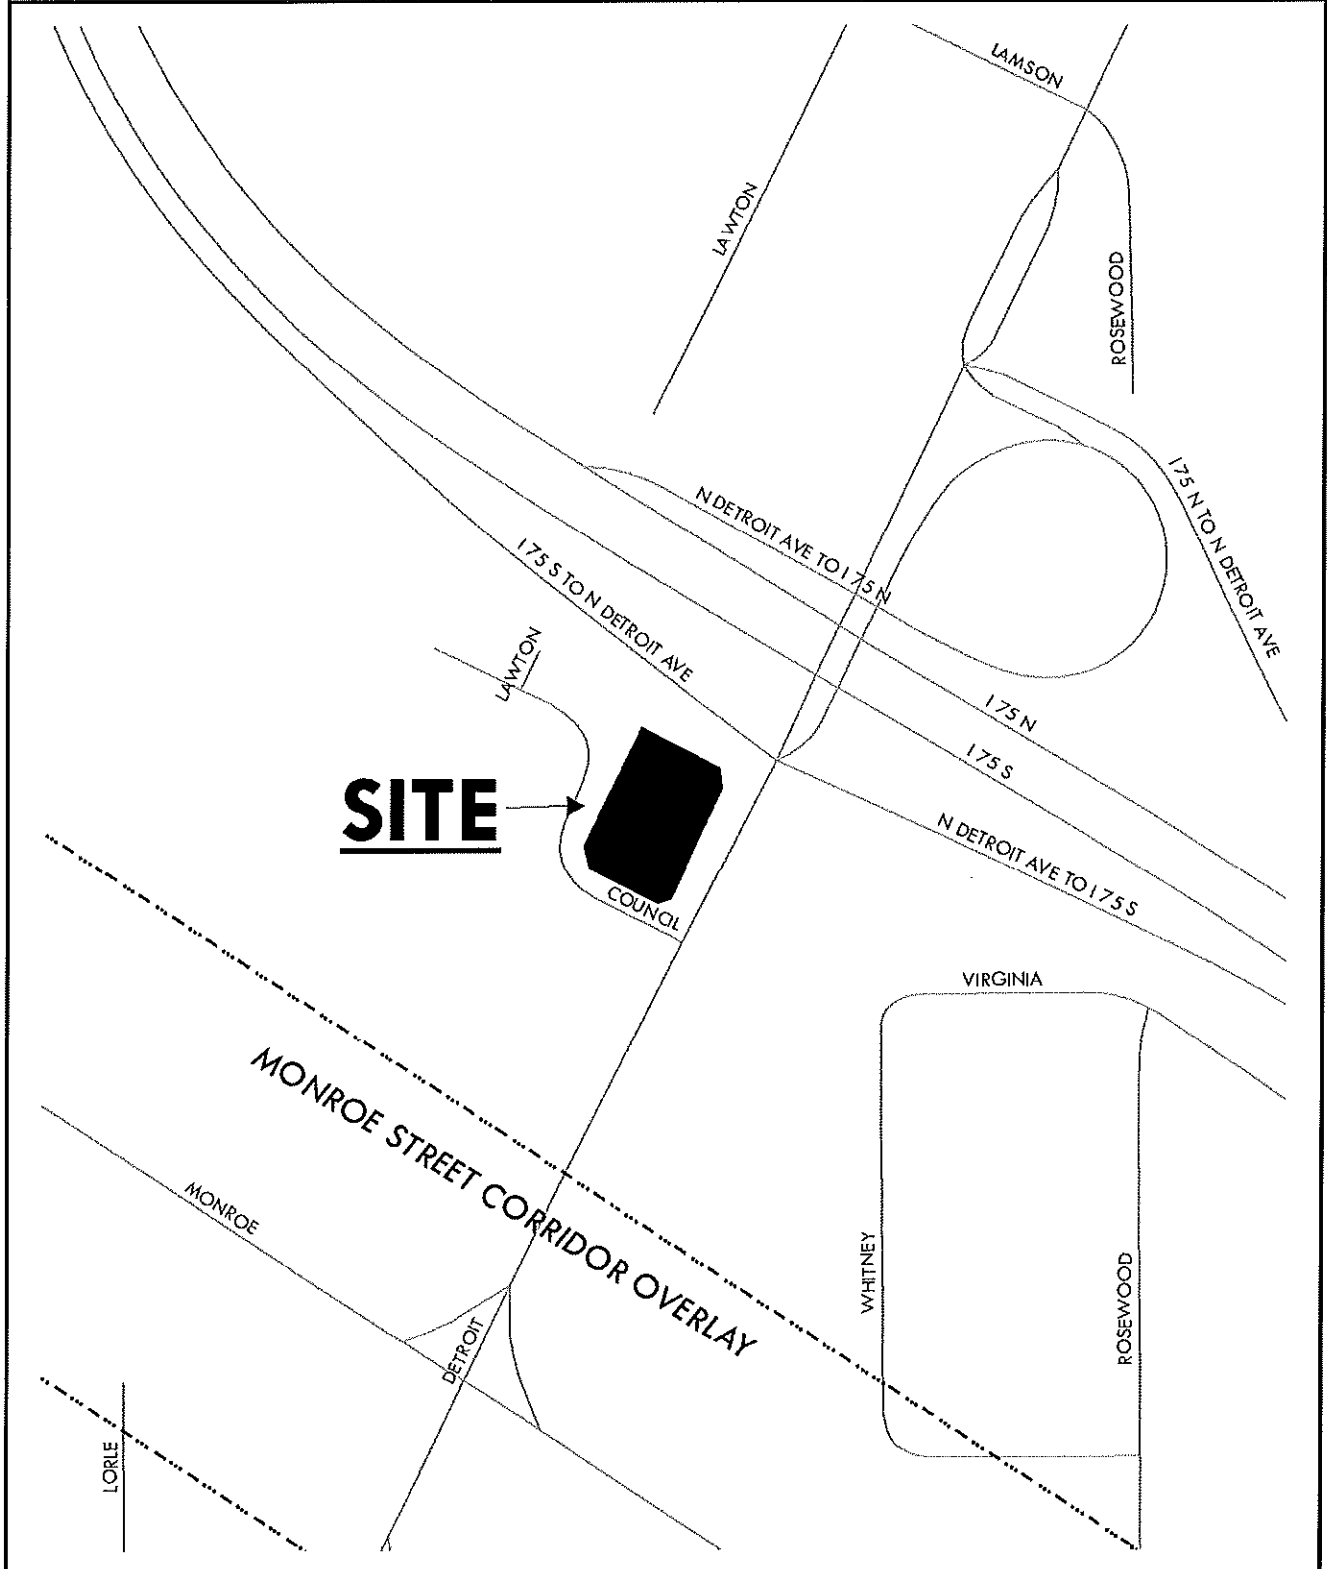 LAMSON
LAWTON
ROSEWOOD
I 75 N TO N DETROIT AVE
N DETROIT AVE TO I 75 N
I 75 S TO N DETROIT AVE
LAWTON
I 75 N
I 75 S
SITE
N DETROIT AVE TO I 75 S
COUNCIL
VIRGINIA
MONROE STREET CORRIDOR OVERLAY
MONROE
WHITNEY
ROSEWOOD
DETROIT
LORLE